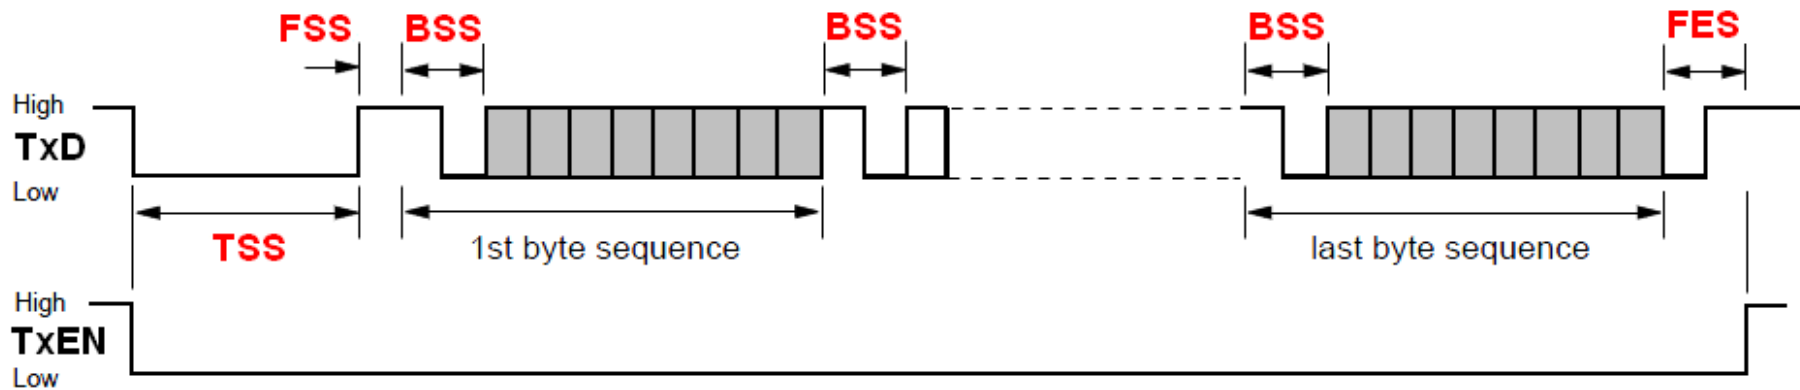 FSS BSS BSS BSS FES
High
TxD
Low
TSS 1st byte sequence last byte sequence
High
TxEN
Low